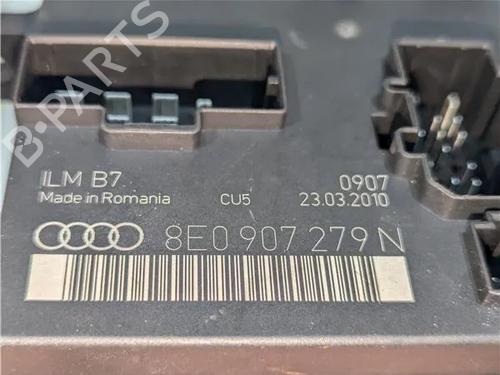 B-PARTS
ILM B7
0907
Made in Romania
CU5
23.03.2010
8E0 907 279 N